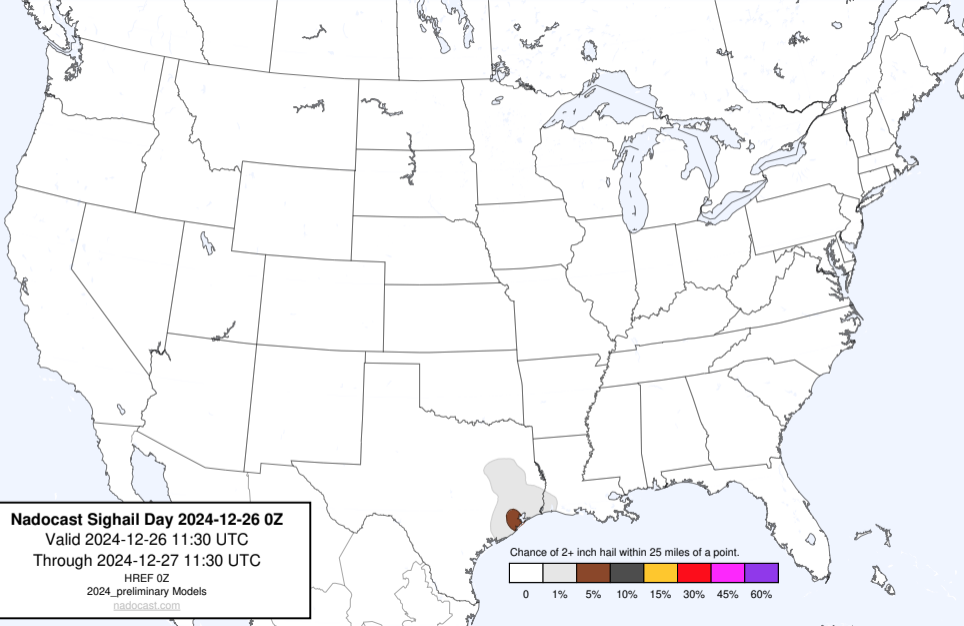 Nadocast Sighail Day 2024-12-26 0Z
Valid 2024-12-26 11:30 UTC
Through 2024-12-27 11:30 UTC
HREF 0Z
2024_preliminary Models
nadocast.com
Chance of 2+ inch hail within 25 miles of a point.
0 1% 5% 10% 15% 30% 45% 60%